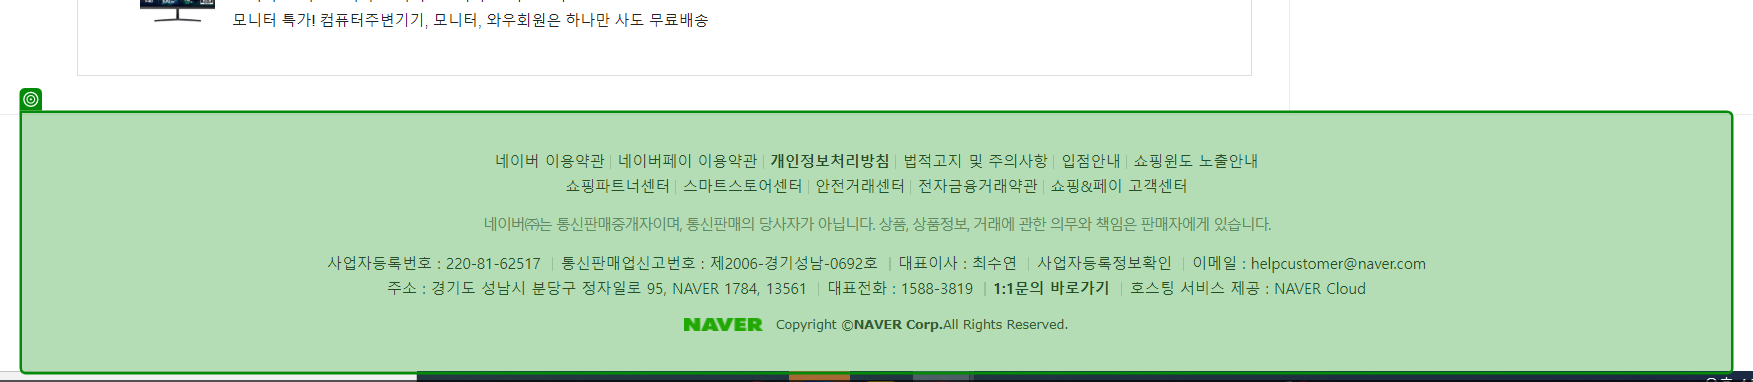 모니터 특가! 컴퓨터주변기기, 모니터, 와우회원은 하나만 사도 무료배송
네이버 이용약관 | 네이버페이 이용약관 | 개인정보처리방침 | 법적고지 및 주의사항 | 입점안내 | 쇼핑윈도 노출안내
쇼핑파트너센터 | 스마트스토어센터 | 안전거래센터 | 전자금융거래약관 | 쇼핑&페이 고객센터
네이버㈜는 통신판매중개자이며, 통신판매의 당사자가 아닙니다. 상품, 상품정보, 거래에 관한 의무와 책임은 판매자에게 있습니다.
사업자등록번호 : 220-81-62517 | 통신판매업신고번호 : 제2006-경기성남-0692호 | 대표이사 : 최수연 | 사업자등록정보확인 | 이메일 : helpcustomer@naver.com
주소 : 경기도 성남시 분당구 정자일로 95, NAVER 1784, 13561 | 대표전화 : 1588-3819 | 1:1문의 바로가기 | 호스팅 서비스 제공 : NAVER Cloud
NAVER Copyright ©NAVER Corp.All Rights Reserved.